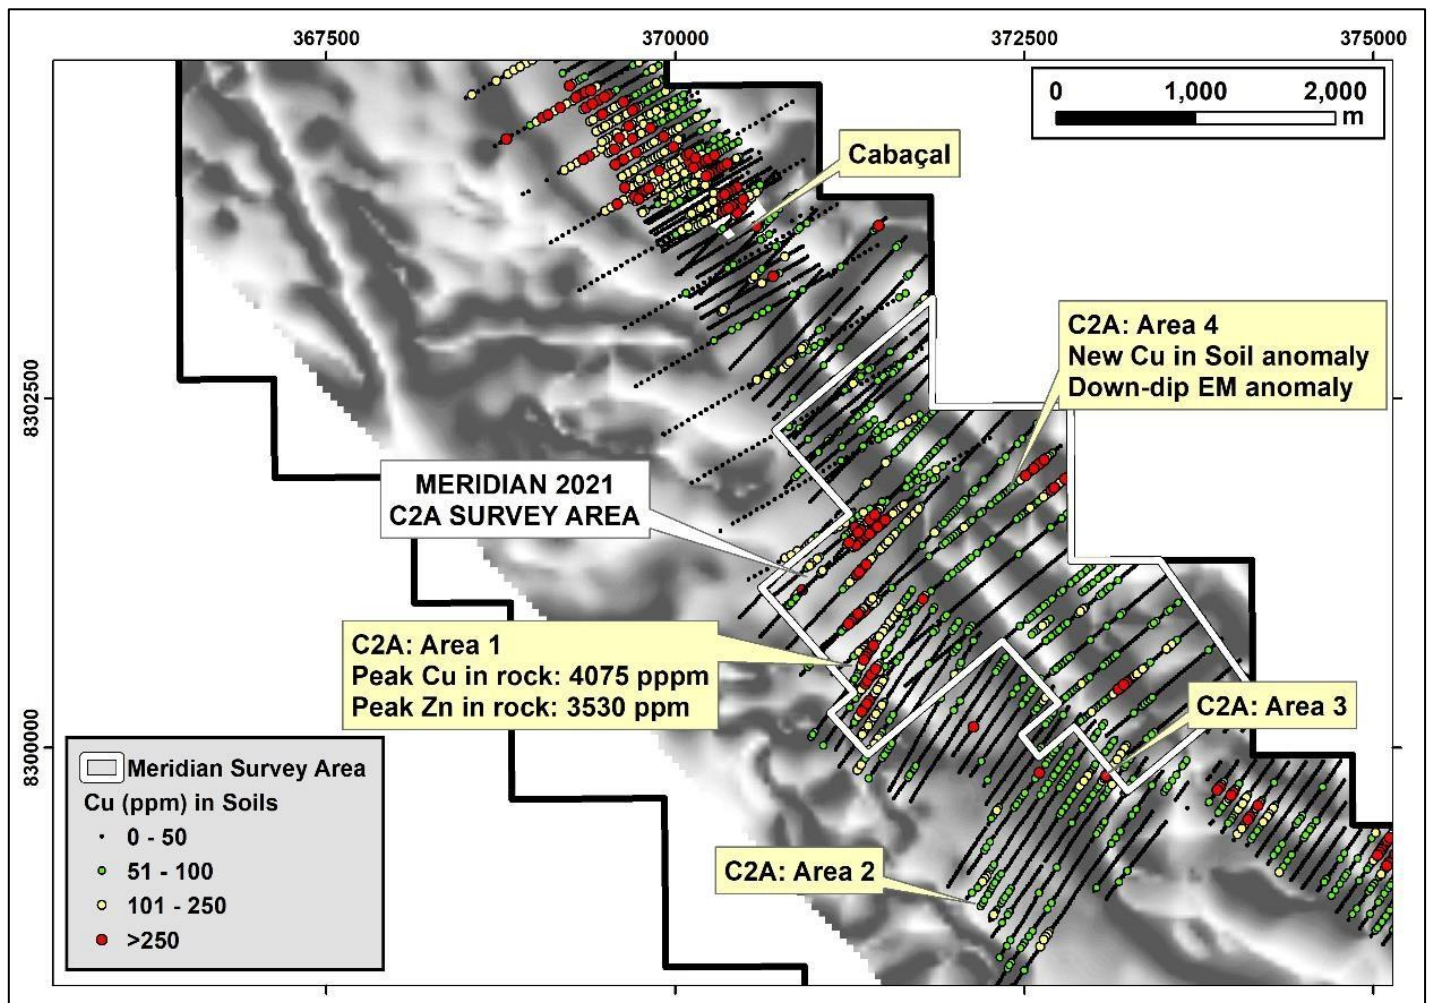 367500
370000
372500
375000
0
1,000
2,000
m
Cabaçal
C2A: Area 4
New Cu in Soil anomaly
Down-dip EM anomaly
8302500
MERIDIAN 2021
C2A SURVEY AREA
C2A: Area 1
Peak Cu in rock: 4075 pppm
Peak Zn in rock: 3530 ppm
C2A: Area 3
8300000
C2A: Area 2
Meridian Survey Area
Cu (ppm) in Soils
0 - 50
51 - 100
101 - 250
>250